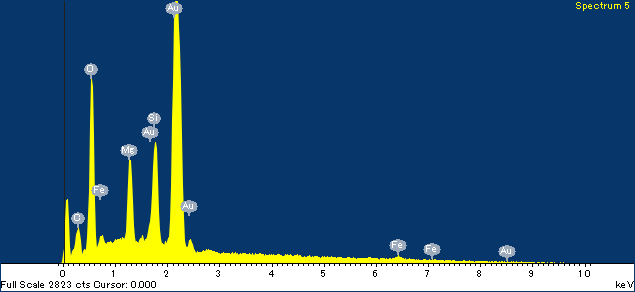 Spectrum 5
Au
O
Si
Au
Mg
Fe
Au
C
Fe
Fe
Au
0 1 2 3 4 5 6 7 8 9 10
Full Scale 2823 cts Cursor: 0.000 keV